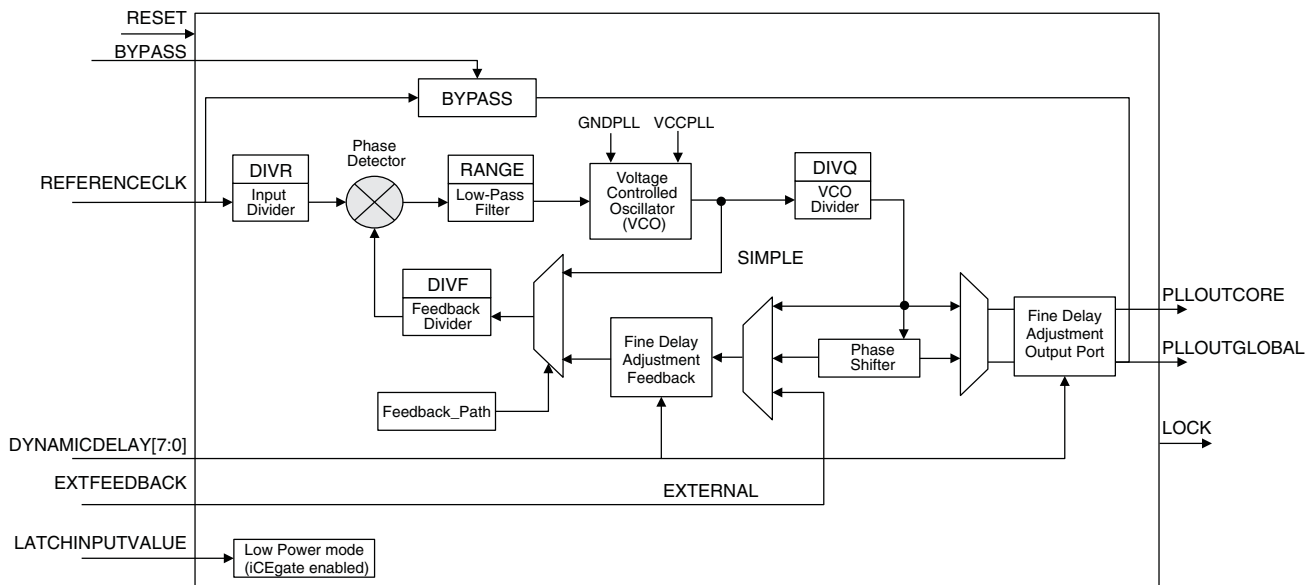 RESET
BYPASS
BYPASS
GNDPLL
VCCPLL
Phase
Detector
REFERENCECLK
DIVR
Input
Divider
RANGE
Low-Pass
Filter
Voltage
Controlled
Oscillator
(VCO)
DIVQ
VCO
Divider
SIMPLE
DIVF
Feedback
Divider
Fine Delay
Adjustment
Feedback
Phase
Shifter
Fine Delay
Adjustment
Output Port
PLLOUTCORE
PLLOUTGLOBAL
Feedback_Path
LOCK
DYNAMICDELAY[7:0]
EXTFEEDBACK
EXTERNAL
LATCHINPUTVALUE
Low Power mode
(iCEgate enabled)